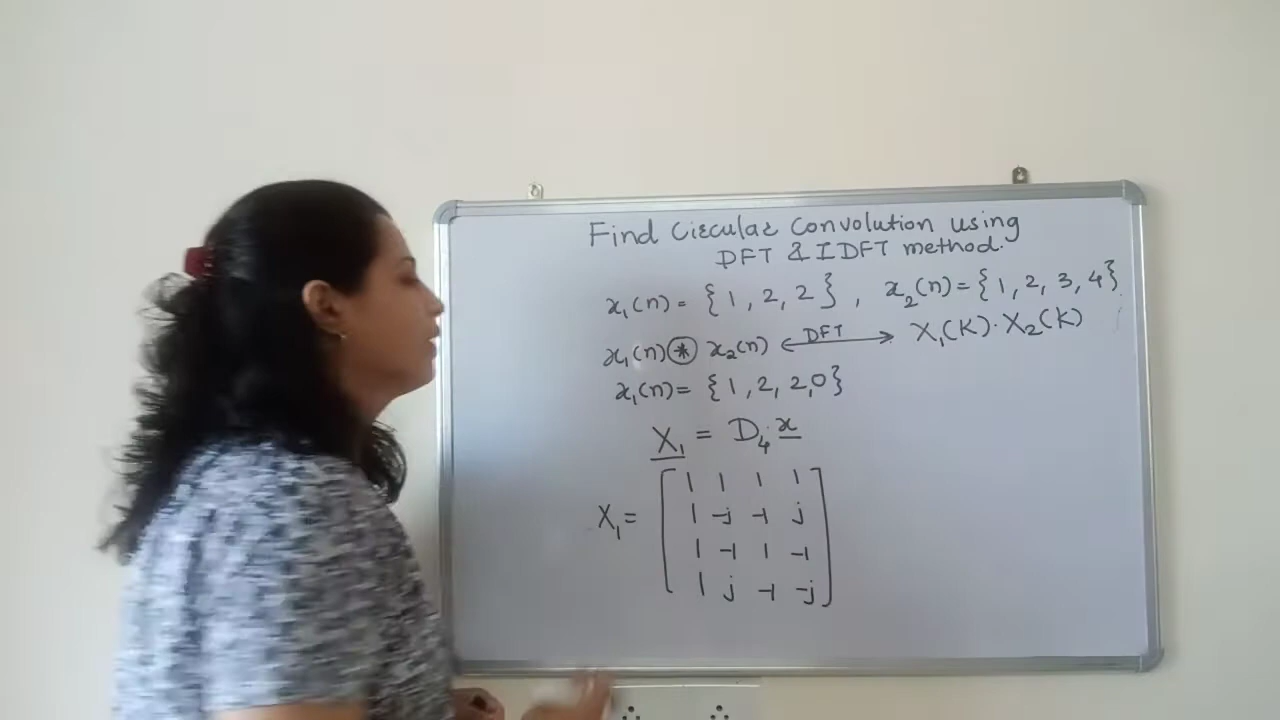 Find Circular Convolution using
DFT & IDFT method.
x₁(n) = {1, 2, 2}, x₂(n) = {1, 2, 3, 4}
x₁(n) ⊛ x₂(n) ⟷ DFT X₁(K)·X₂(K)
x₁(n) = {1, 2, 2, 0}
X₁ = D₄ x
X₁ = [1 1 1 1
1 -j -1 j
1 -1 1 -1
1 j -1 -j]